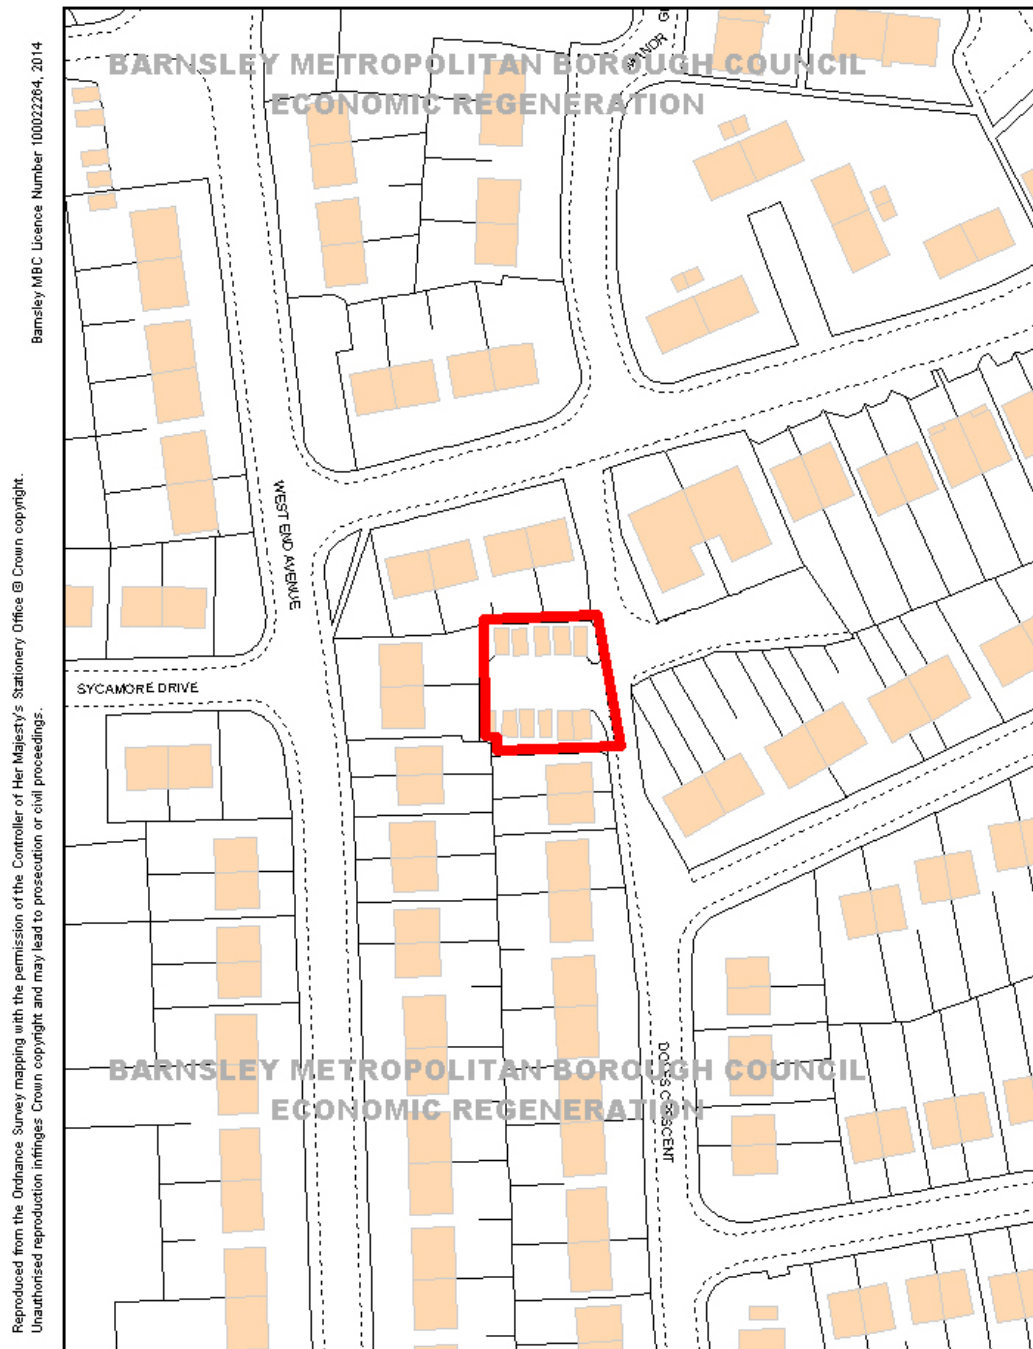 Barnsley MBC Licence Number 100022264, 2014
Reproduced from the Ordnance Survey mapping with the permission of the Controller of Her Majesty's Stationery Office @ Crown copyright.
Unauthorised reproduction infringes Crown copyright and may lead to prosecution or civil proceedings.
BARNSLEY METROPOLITAN BOROUGH COUNCIL
ECONOMIC REGENERATION
WEST END AVENUE
SYCAMORE DRIVE
BARNSLEY METROPOLITAN BOROUGH COUNCIL
ECONOMIC REGENERATION
CRESCENT